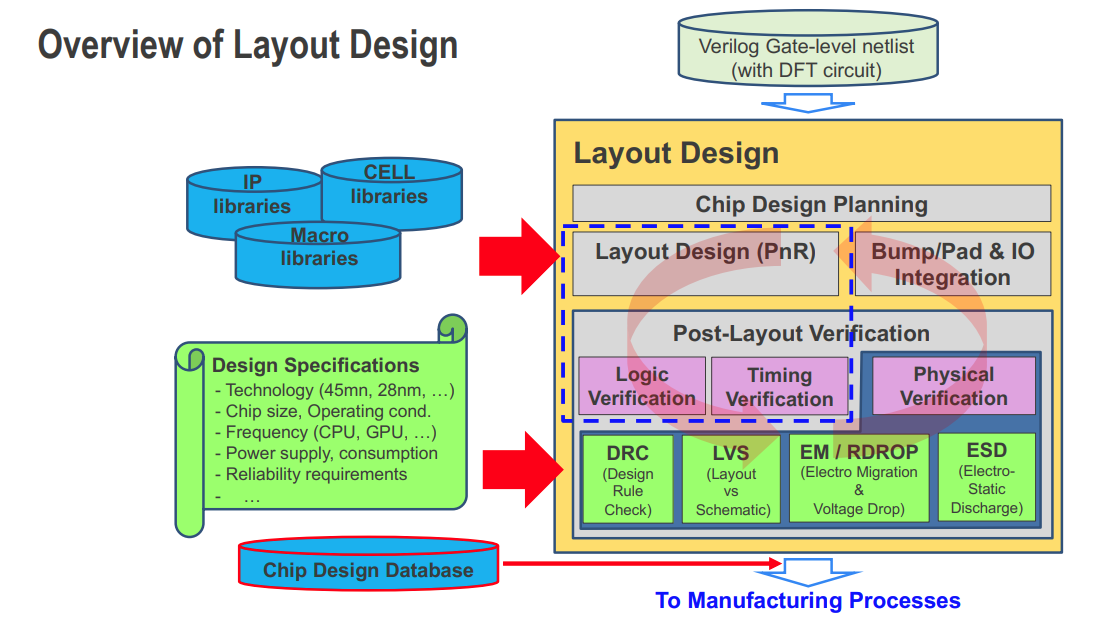 Overview of Layout Design
Verilog Gate-level netlist
(with DFT circuit)
IP
libraries
CELL
libraries
Macro
libraries
Layout Design
Chip Design Planning
Layout Design (PnR)
Bump/Pad & IO
Integration
Post-Layout Verification
Logic
Verification
Timing
Verification
Physical
Verification
DRC
(Design
Rule
Check)
LVS
(Layout
vs
Schematic)
EM / RDROP
(Electro Migration
&
Voltage Drop)
ESD
(Electro-
Static
Discharge)
Design Specifications
- Technology (45mn, 28nm, …)
- Chip size, Operating cond.
- Frequency (CPU, GPU, …)
- Power supply, consumption
- Reliability requirements
- …
Chip Design Database
To Manufacturing Processes